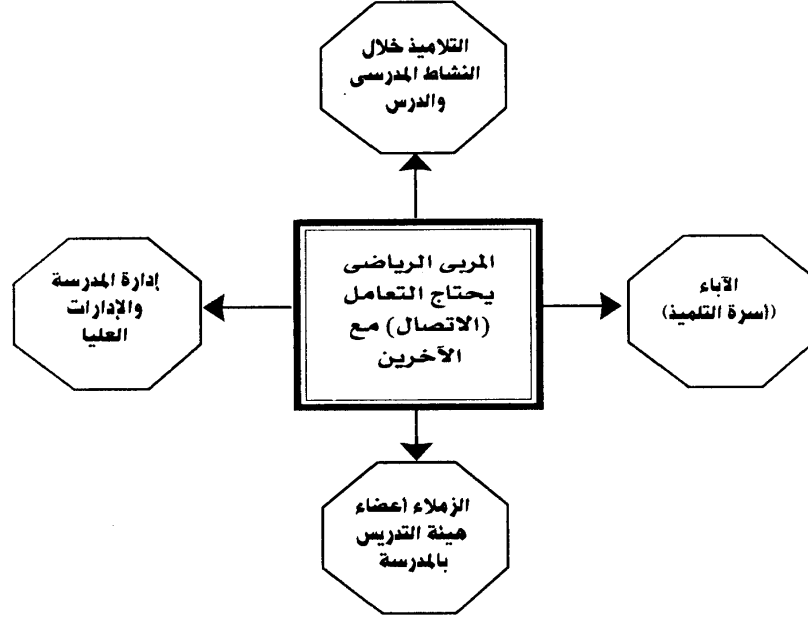 التلاميذ خلال
النشاط المدرسى
والدرس
المربى الرياضى
يحتاج التعامل
(الاتصال) مع
الآخرين
الآباء
(أسرة التلميذ)
إدارة المدرسة
والإدارات
العليا
الزملاء أعضاء
هيئة التدريس
بالمدرسة